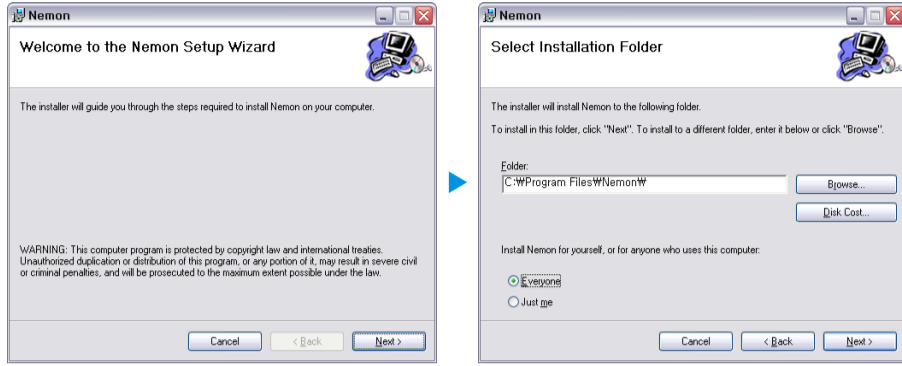 Nemon
Welcome to the Nemon Setup Wizard
The installer will guide you through the steps required to install Nemon on your computer.
WARNING: This computer program is protected by copyright law and international treaties.
Unauthorized duplication or distribution of this program, or any portion of it, may result in severe civil
or criminal penalties, and will be prosecuted to the maximum extent possible under the law.
Cancel
< Back
Next >
Nemon
Select Installation Folder
The installer will install Nemon to the following folder.
To install in this folder, click "Next". To install to a different folder, enter it below or click "Browse".
Folder:
C:₩Program Files₩Nemon₩
Browse...
Disk Cost...
Install Nemon for yourself, or for anyone who uses this computer:
Everyone
Just me
Cancel
< Back
Next >